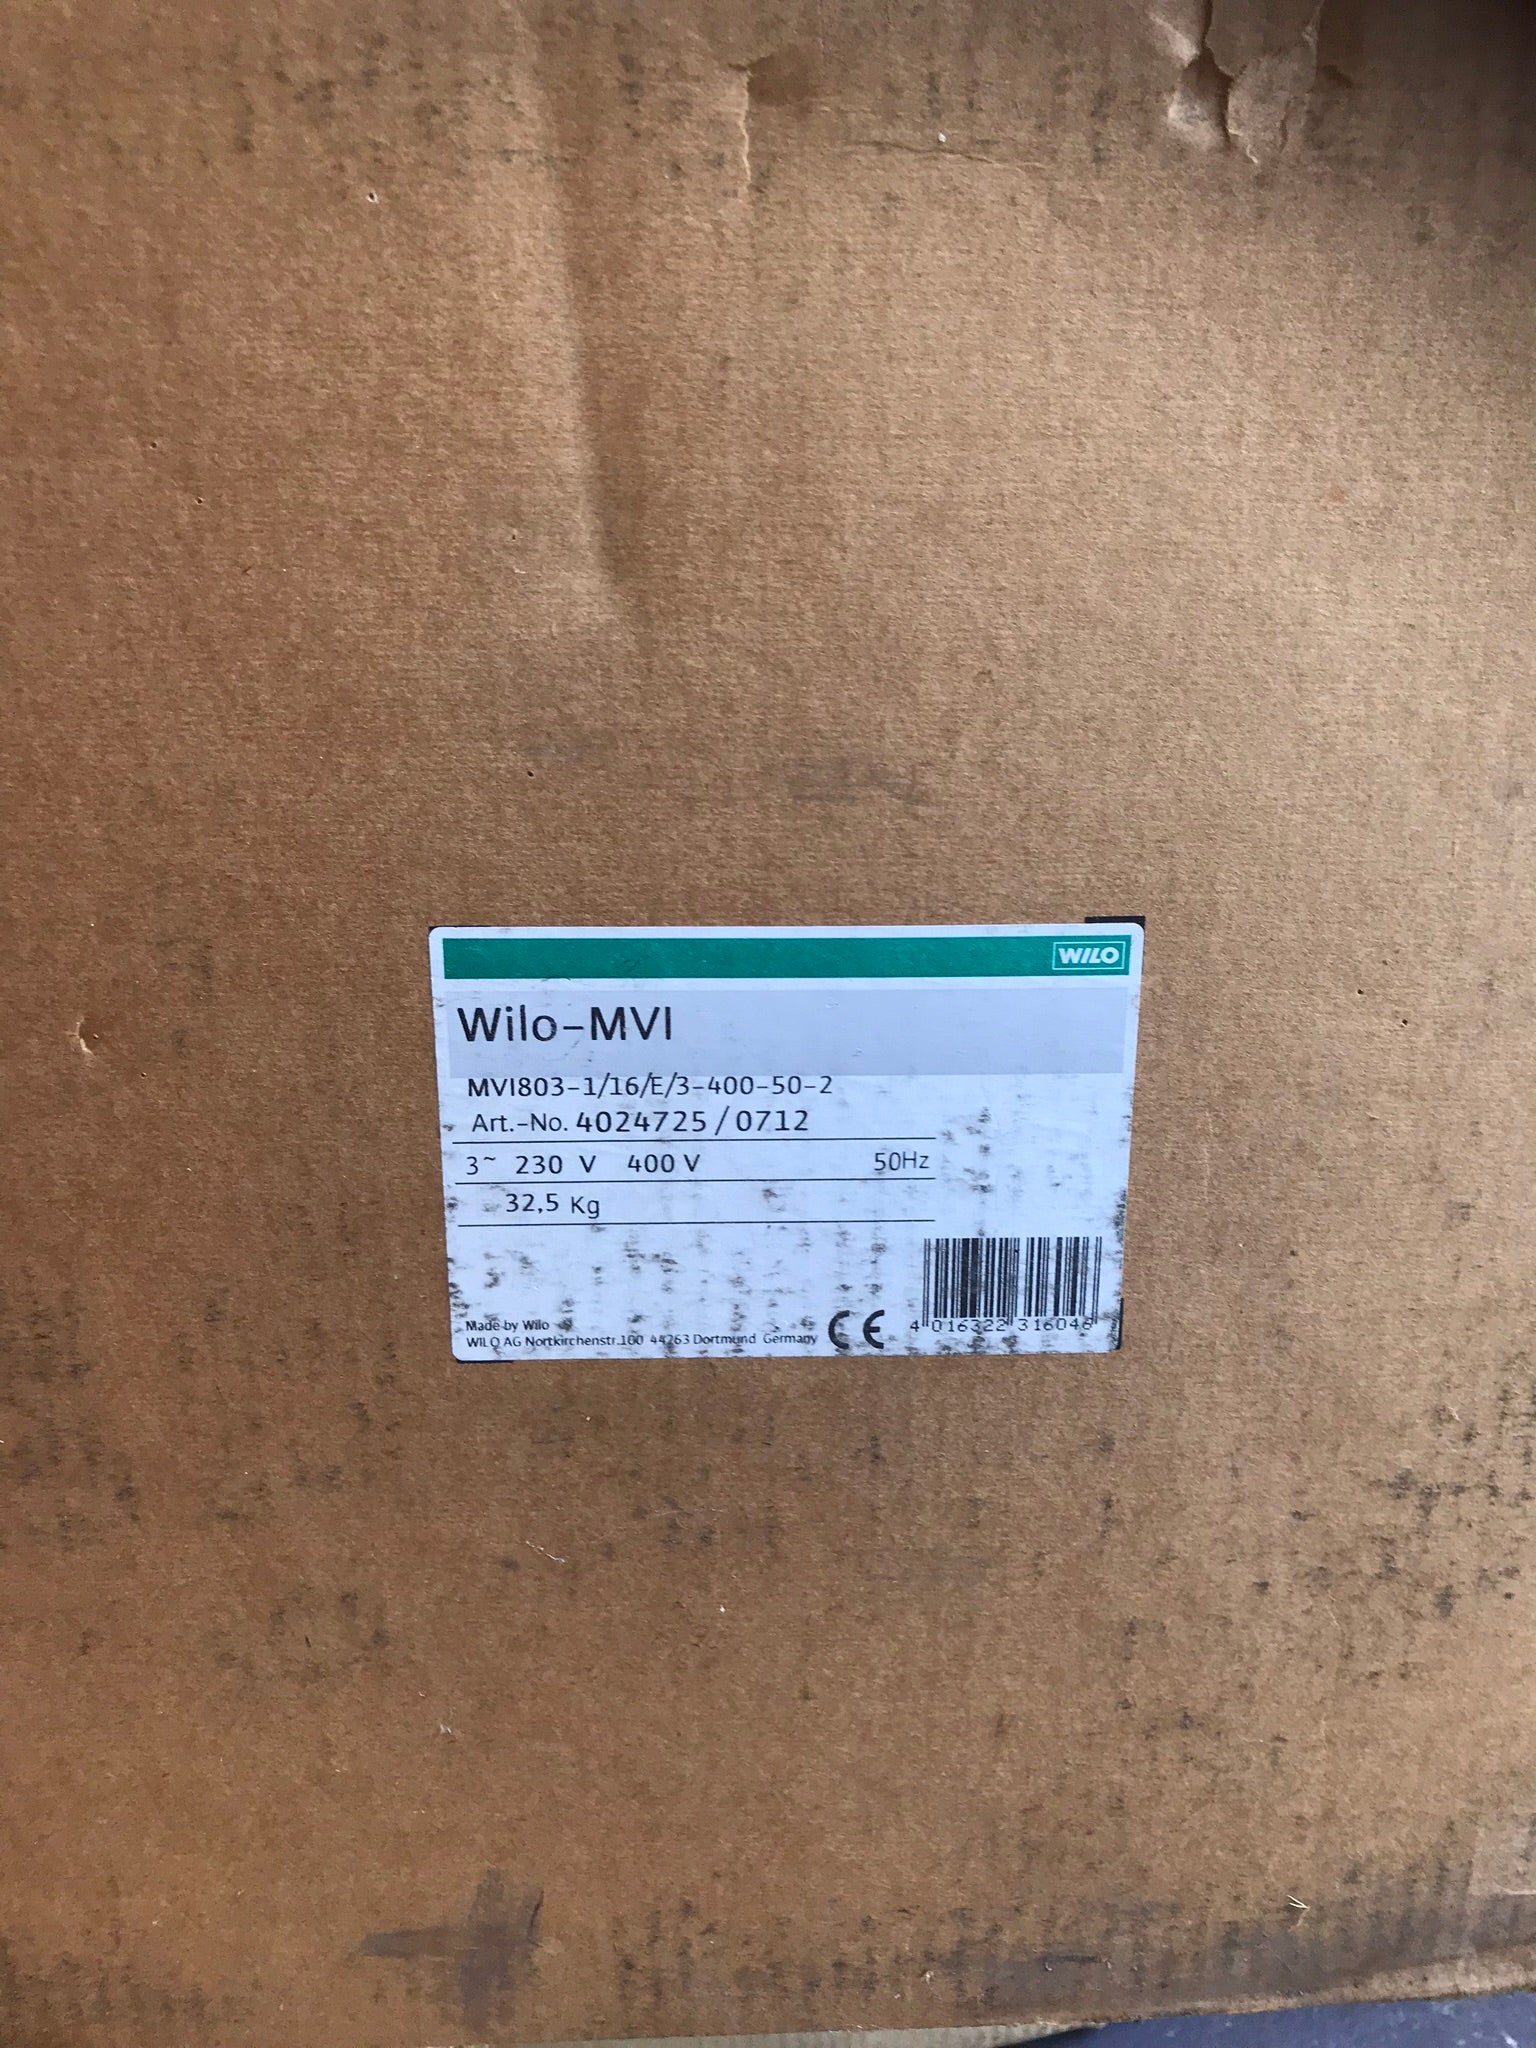 WILO
Wilo-MVI
MVI803-1/16/E/3-400-50-2
Art.-No. 4024725/0712
3~ 230 V 400 V 50Hz
32,5 Kg
Made by Wilo
WILO AG Nortkirchenstr.100 44263 Dortmund Germany
CE
4 016322 316046